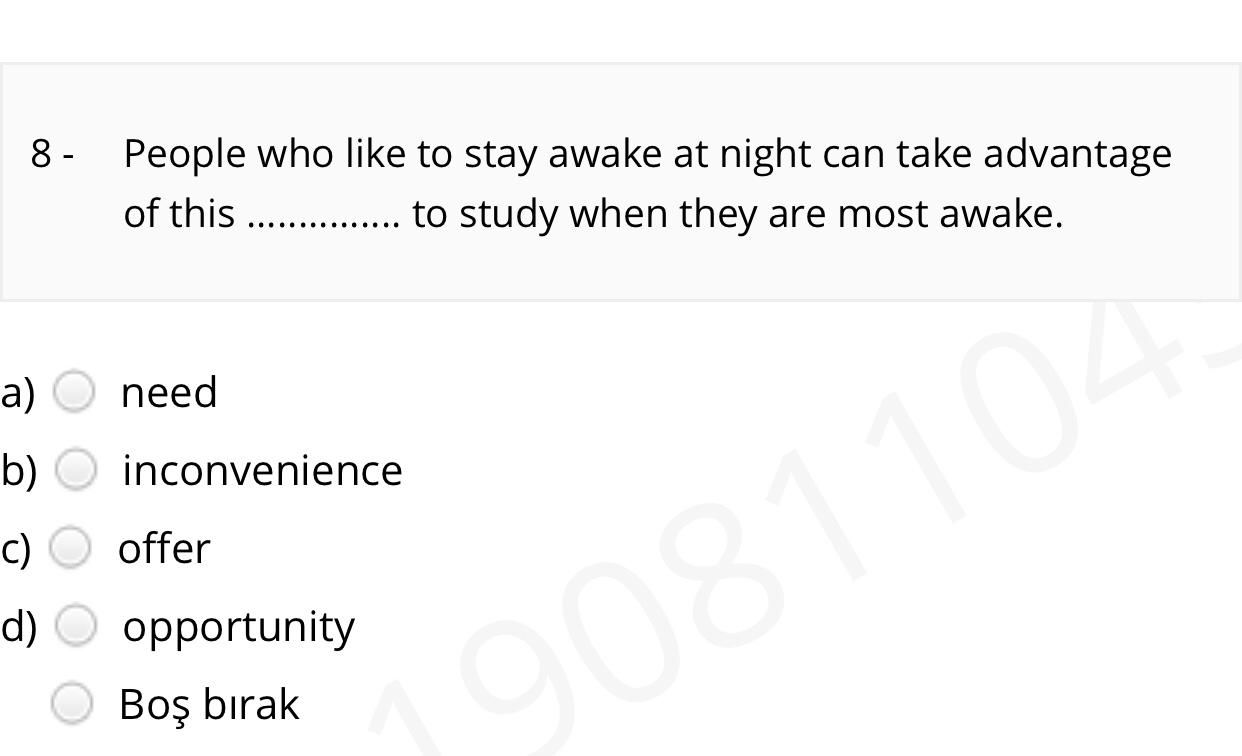 8 - People who like to stay awake at night can take advantage
of this ............... to study when they are most awake.
a) need
b) inconvenience
c) offer
d) opportunity
Boş bırak